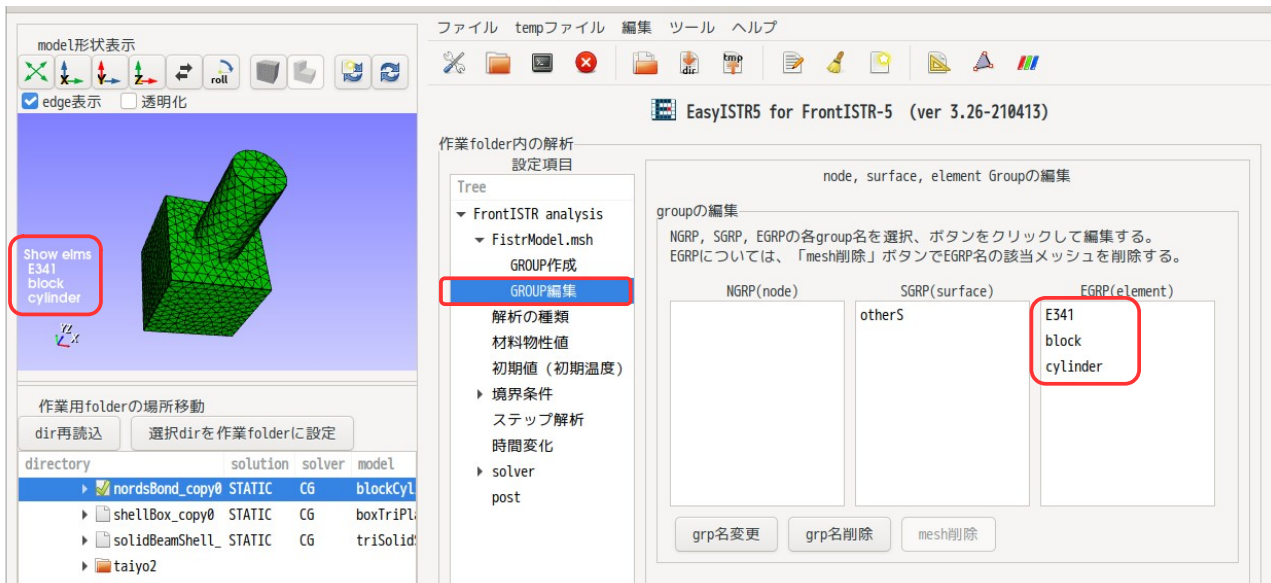 model形状表示
roll
edge表示
透明化
Show elms
E341
block
cylinder
YZ
X
作業用folderの場所移動
dir再読込
選択dirを作業folderに設定
directory solution solver model
nordsBond_copy0 STATIC CG blockCyl
shellBox_copy0 STATIC CG boxTriPl
solidBeamShell_ STATIC CG triSolid
taiyo2
ファイル tempファイル 編集 ツール ヘルプ
dir tmp
EasyISTR5 for FrontISTR-5 (ver 3.26-210413)
作業folder内の解析
設定項目
Tree
FrontISTR analysis
FistrModel.msh
GROUP作成
GROUP編集
解析の種類
材料物性値
初期値（初期温度）
境界条件
ステップ解析
時間変化
solver
post
node, surface, element Groupの編集
groupの編集
NGRP, SGRP, EGRPの各group名を選択、ボタンをクリックして編集する。
EGRPについては、「mesh削除」ボタンでEGRP名の該当メッシュを削除する。
NGRP(node) SGRP(surface) EGRP(element)
otherS E341
block
cylinder
grp名変更 grp名削除 mesh削除